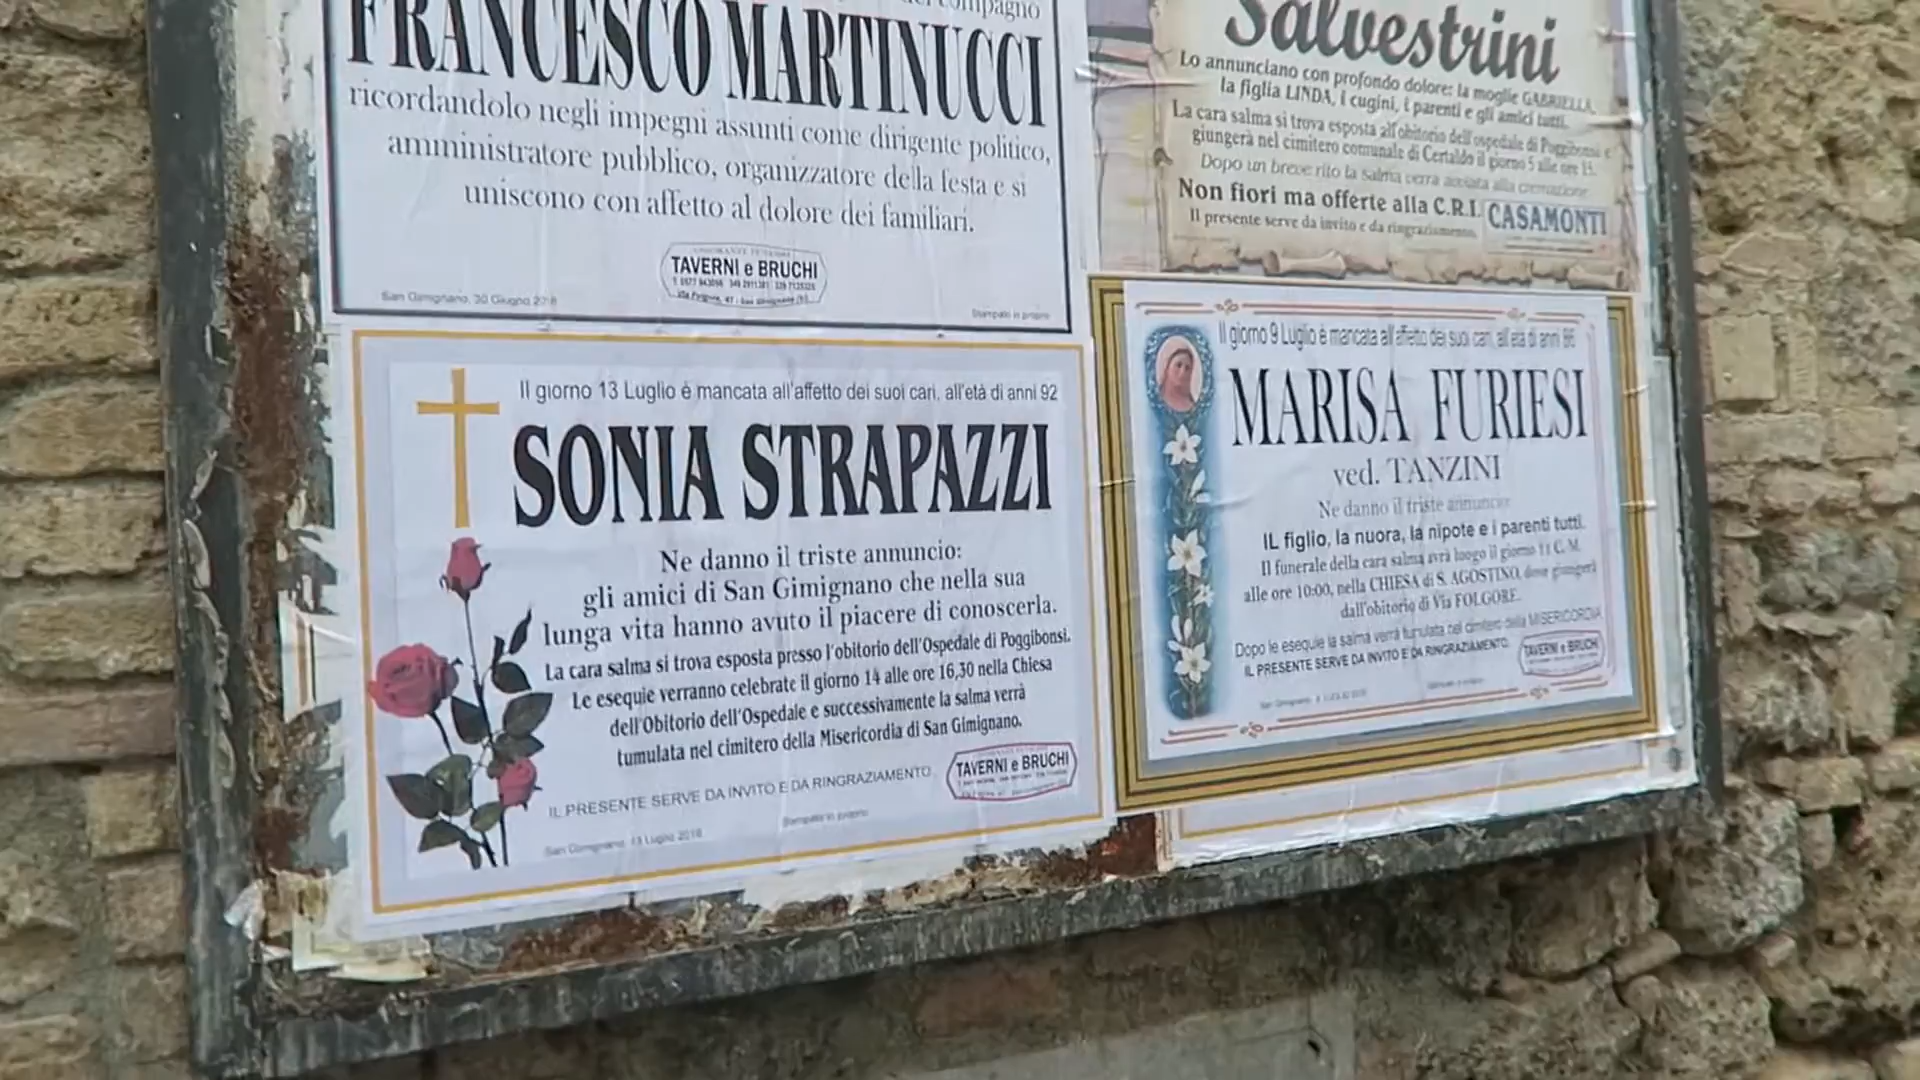 compagno
FRANCESCO MARTINUCCI
ricordandolo negli impegni assunti come dirigente politico,
amministratore pubblico, organizzatore della festa e si
uniscono con affetto al dolore dei familiari.
TAVERNI e BRUCHI
San Gimignano, 30 Giugno
Stampato in proprio
Salvestrini
Lo annunciano con profondo dolore: la moglie GABRIELLA,
la figlia LINDA, i cugini, i parenti e gli amici tutti.
La cara salma si trova esposta all'obitorio dell'ospedale di Poggibonsi e
giungerà nel cimitero comunale di Certaldo il giorno 5 alle ore 15.
Dopo un breve rito la salma verrà avviata alla cremazione
Non fiori ma offerte alla C.R.I.
Il presente serve da invito e da ringraziamento.
CASAMONTI
Il giorno 13 Luglio è mancata all'affetto dei suoi cari, all'età di anni 92
SONIA STRAPAZZI
Ne danno il triste annuncio:
gli amici di San Gimignano che nella sua
lunga vita hanno avuto il piacere di conoscerla.
La cara salma si trova esposta presso l'obitorio dell'Ospedale di Poggibonsi.
Le esequie verranno celebrate il giorno 14 alle ore 16,30 nella Chiesa
dell'Obitorio dell'Ospedale e successivamente la salma verrà
tumulata nel cimitero della Misericordia di San Gimignano.
IL PRESENTE SERVE DA INVITO E DA RINGRAZIAMENTO
TAVERNI e BRUCHI
San Gimignano, 13 Luglio 2018
Stampato in proprio
Il giorno 9 Luglio è mancata all'affetto dei suoi cari, all'età di anni
MARISA FURIESI
ved. TANZINI
Ne danno il triste annuncio:
IL figlio, la nuora, la nipote e i parenti tutti.
Il funerale della cara salma avrà luogo il giorno 11 C.M.
alle ore 10:00, nella CHIESA di S. AGOSTINO, dove giungerà
dall'obitorio di Via FOLGORE.
Dopo le esequie la salma verrà tumulata nel cimitero della MISERICORDIA
IL PRESENTE SERVE DA INVITO E DA RINGRAZIAMENTO
TAVERNI e BRUCHI